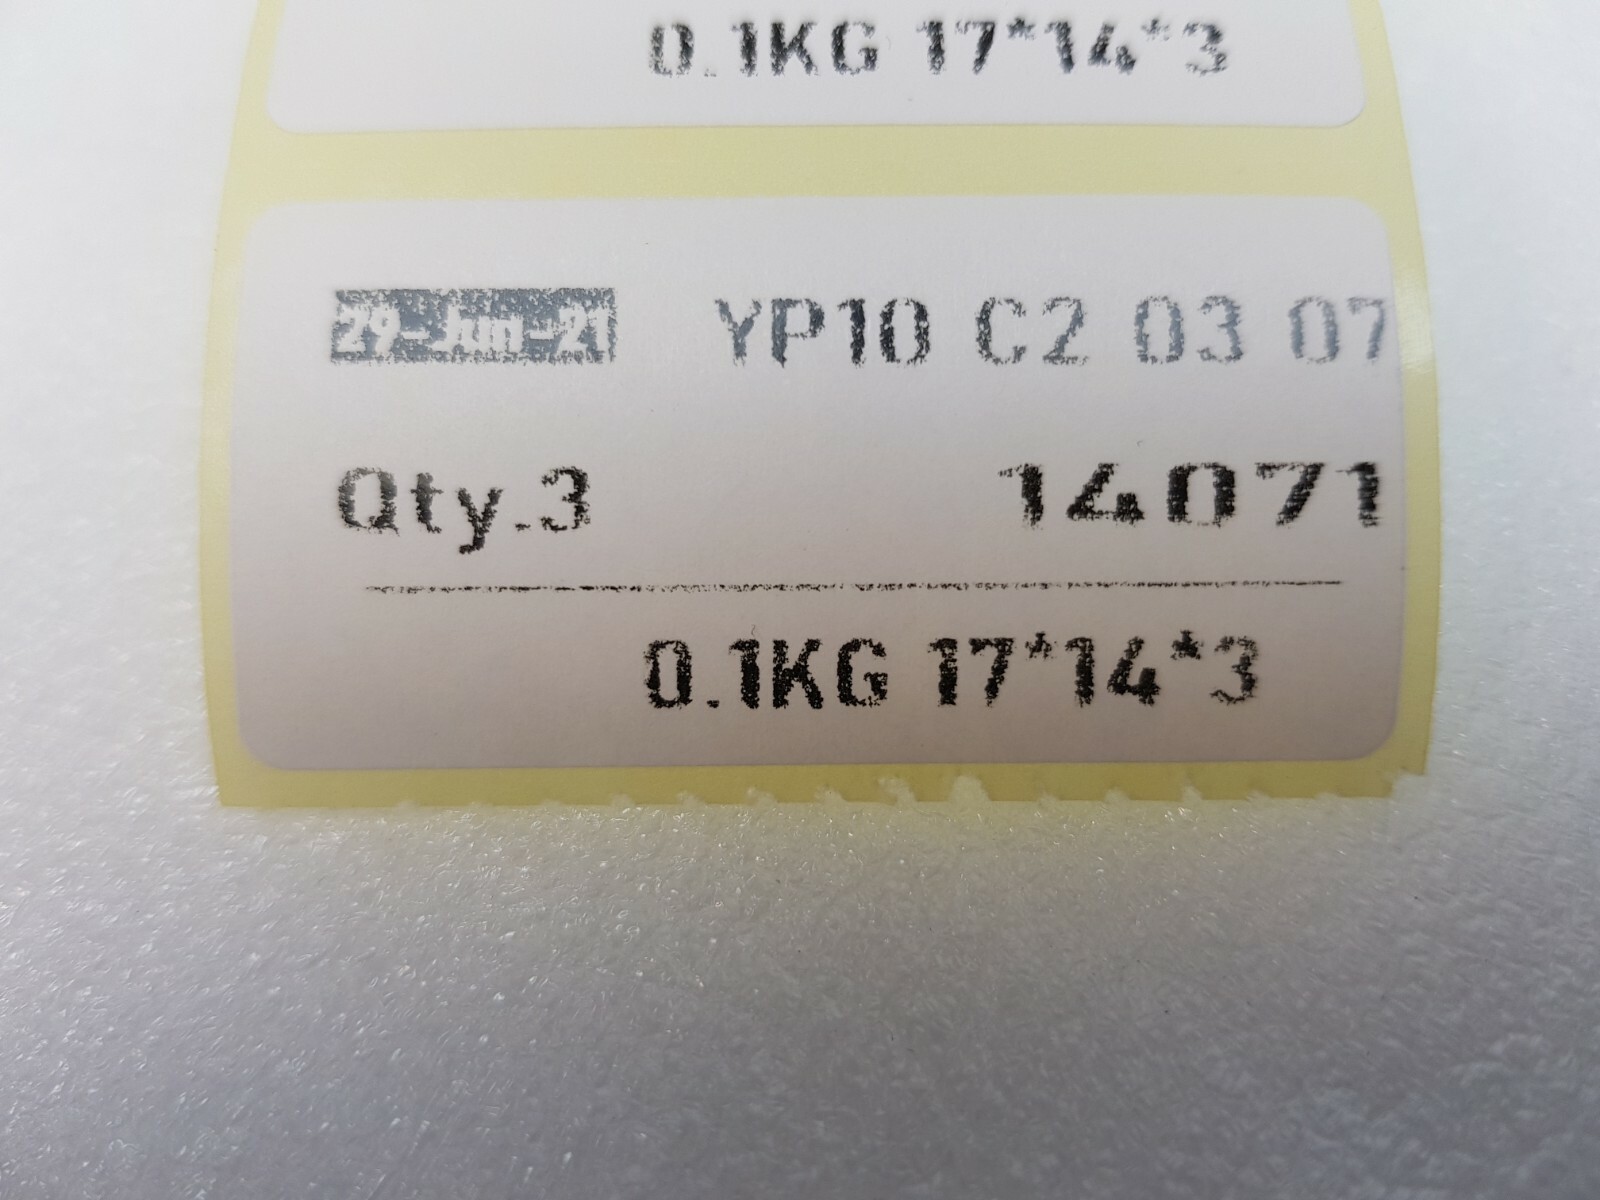 0.1KG 17*14*3
29-Jun-21 YP10 C2 03 07
Qty.3 14071
0.1KG 17*14*3